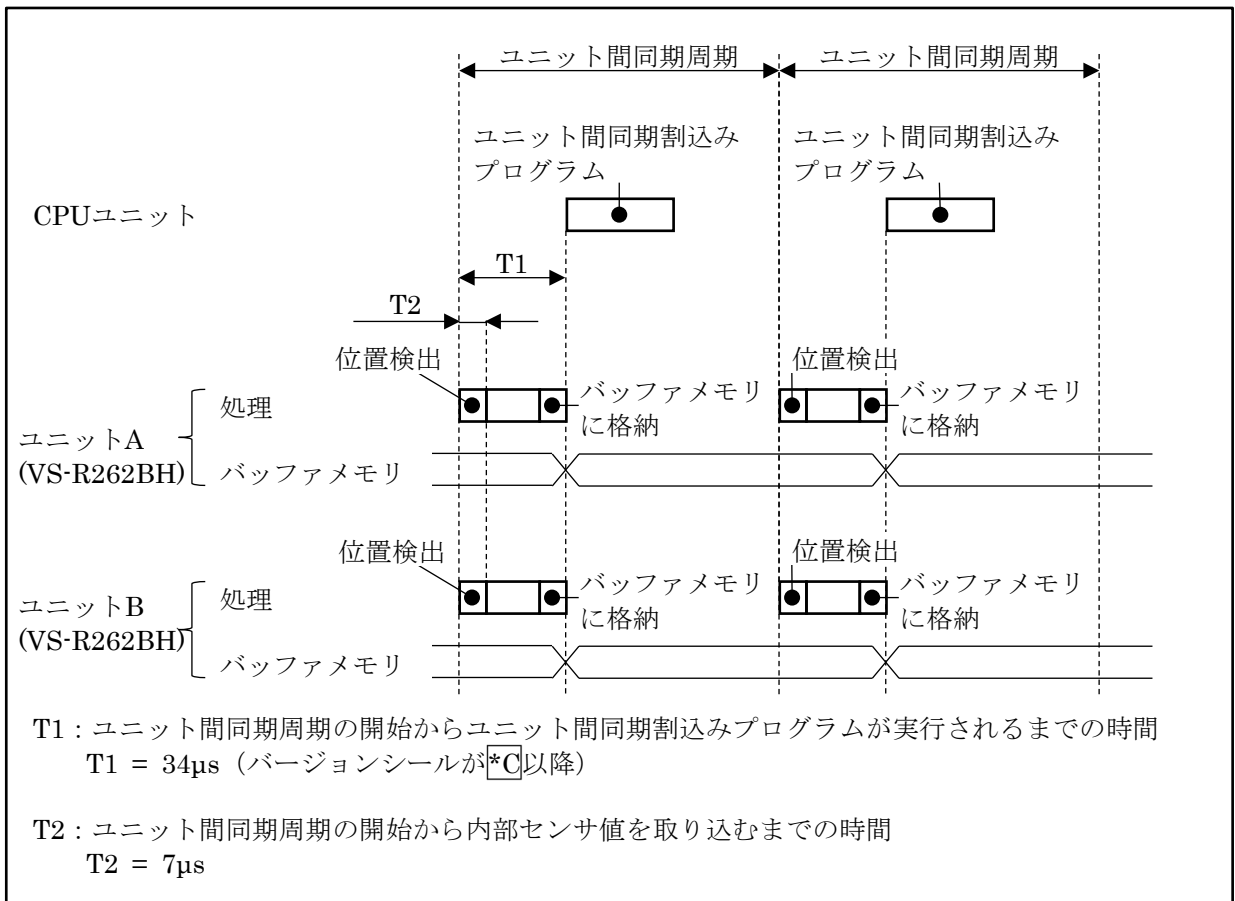 ユニット間同期周期 ユニット間同期周期
ユニット間同期割込み
プログラム
ユニット間同期割込み
プログラム
CPUユニット
T1
T2
位置検出
バッファメモリ
に格納
位置検出
バッファメモリ
に格納
処理
ユニットA
(VS-R262BH)
バッファメモリ
位置検出
バッファメモリ
に格納
位置検出
バッファメモリ
に格納
処理
ユニットB
(VS-R262BH)
バッファメモリ
T1：ユニット間同期周期の開始からユニット間同期割込みプログラムが実行されるまでの時間
T1 = 34μs（バージョンシールが*C以降）
T2：ユニット間同期周期の開始から内部センサ値を取り込むまでの時間
T2 = 7μs